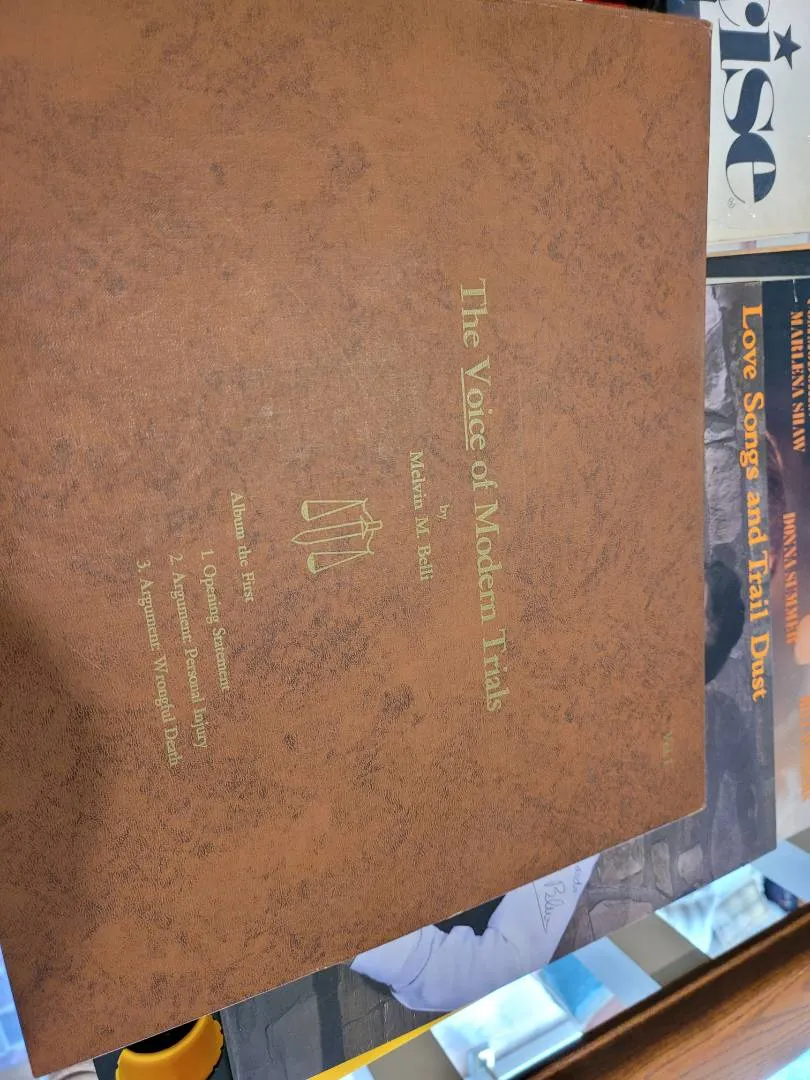 Vol. 1
The Voice of Modern Trials
by
Melvin M. Belli
Album the First
1. Opening Statement
2. Argument: Personal Injury
3. Argument: Wrongful Death
rise
®
Love Songs and Trail Dust
MARLENA SHAW
DONNA SUMMER